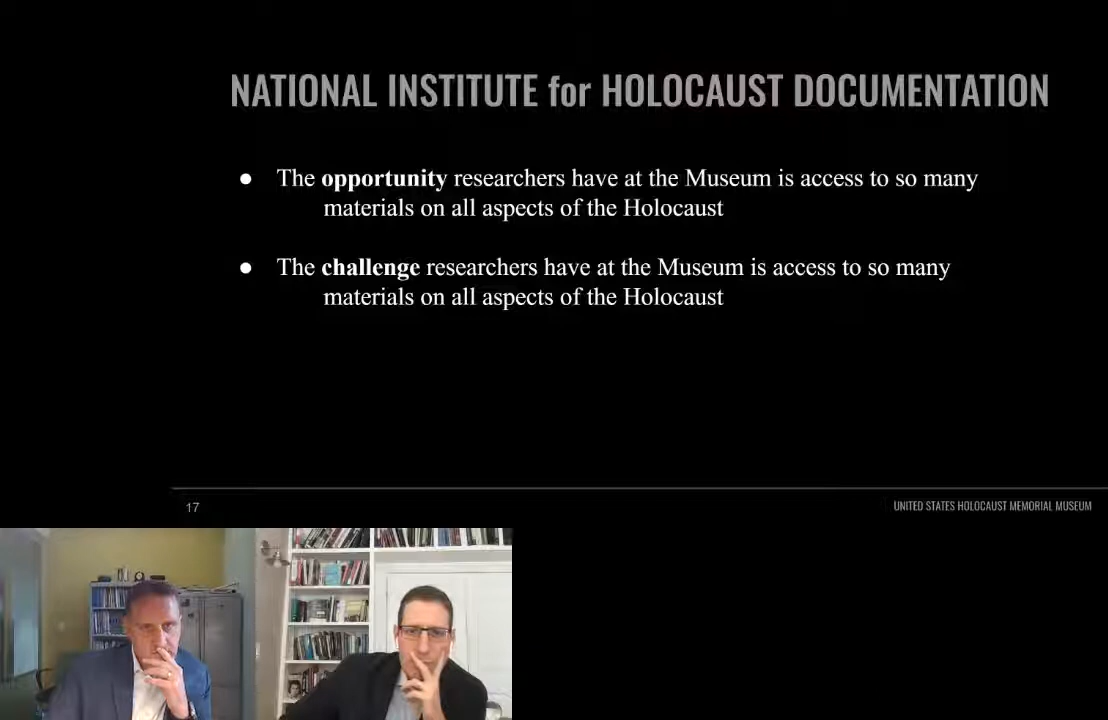 NATIONAL INSTITUTE for HOLOCAUST DOCUMENTATION
● The opportunity researchers have at the Museum is access to so many
materials on all aspects of the Holocaust
● The challenge researchers have at the Museum is access to so many
materials on all aspects of the Holocaust
17
UNITED STATES HOLOCAUST MEMORIAL MUSEUM